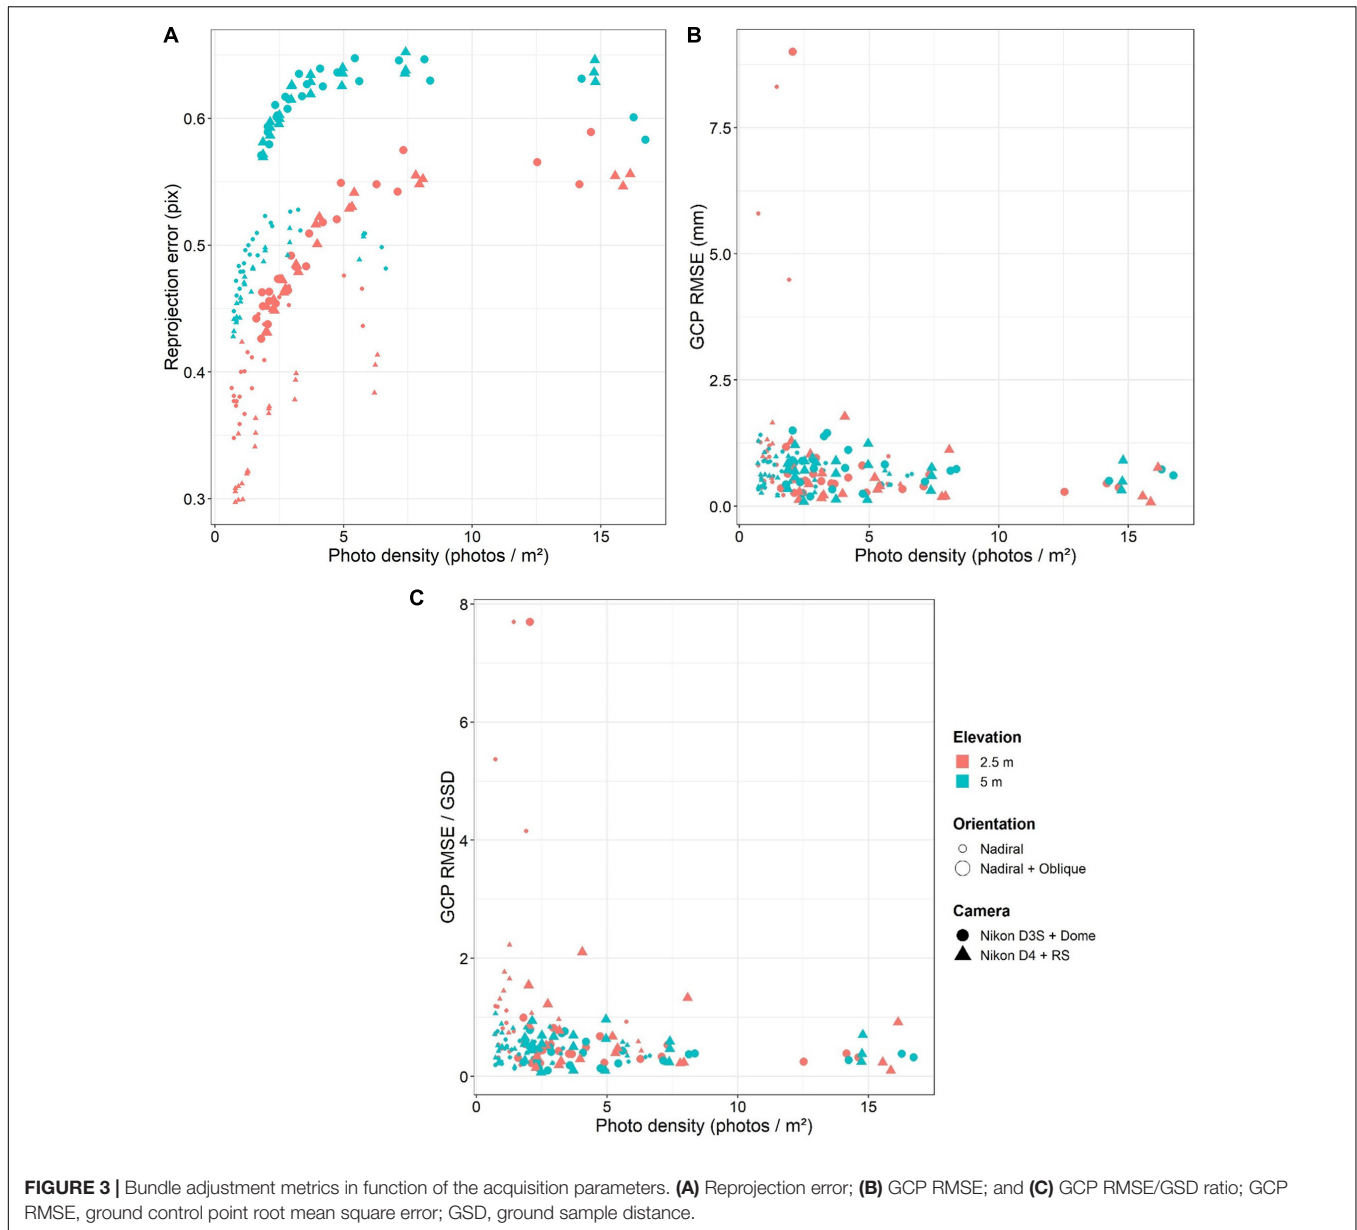 A
Reprojection error (pix)
0.6
0.5
0.4
0.3
0
5
10
15
Photo density (photos / m²)
B
GCP RMSE (mm)
7.5
5.0
2.5
0.0
0
5
10
15
Photo density (photos / m²)
C
GCP RMSE / GSD
8
6
4
2
0
0
5
10
15
Photo density (photos / m²)
Elevation
2.5 m
5 m
Orientation
Nadiral
Nadiral + Oblique
Camera
Nikon D3S + Dome
Nikon D4 + RS
FIGURE 3 | Bundle adjustment metrics in function of the acquisition parameters. (A) Reprojection error; (B) GCP RMSE; and (C) GCP RMSE/GSD ratio; GCP
RMSE, ground control point root mean square error; GSD, ground sample distance.